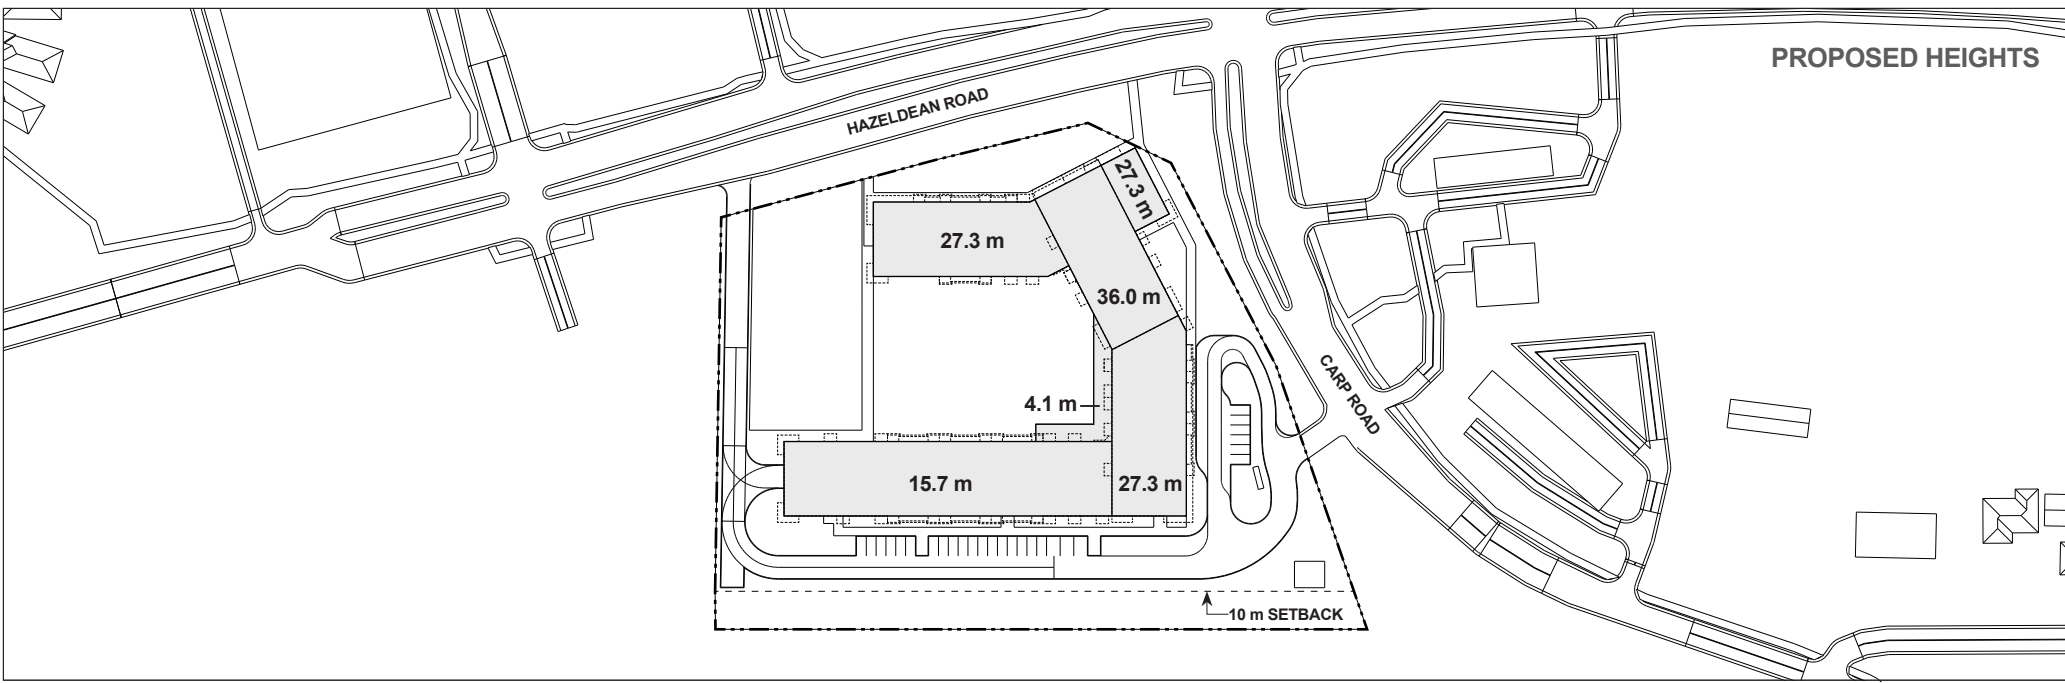 PROPOSED HEIGHTS
HAZELDEAN ROAD
27.3 m
27.3 m
36.0 m
CARP ROAD
4.1 m
15.7 m
27.3 m
10 m SETBACK